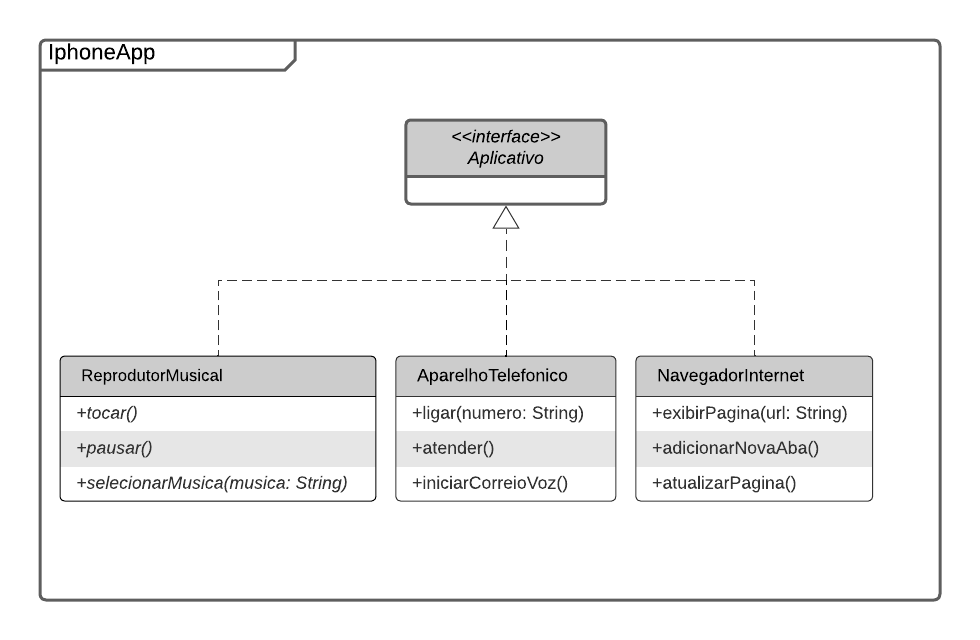 IphoneApp
<<interface>>
Aplicativo
ReprodutorMusical
+tocar()
+pausar()
+selecionarMusica(musica: String)
AparelhoTelefonico
+ligar(numero: String)
+atender()
+iniciarCorreioVoz()
NavegadorInternet
+exibirPagina(url: String)
+adicionarNovaAba()
+atualizarPagina()